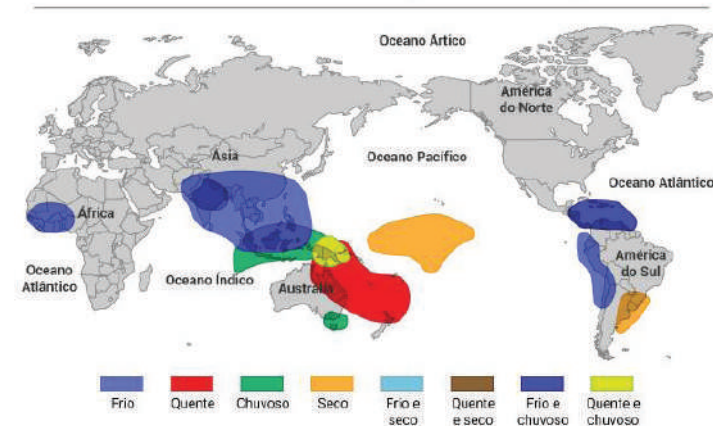 Oceano Ártico
América
do Norte
Ásia
Oceano Pacífico
Oceano Atlântico
África
Oceano
Atlântico
Oceano Índico
Austrália
América
do Sul
Frio
Quente
Chuvoso
Seco
Frio e
seco
Quente
e seco
Frio e
chuvoso
Quente e
chuvoso